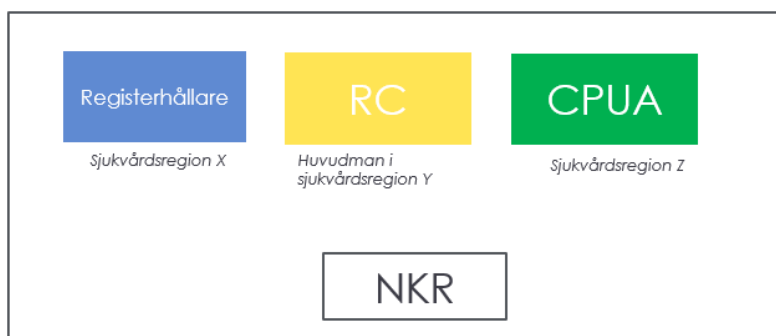 Registerhållare
RC
CPUA
Sjukvårdsregion X
Huvudman i
sjukvårdsregion Y
Sjukvårdsregion Z
NKR